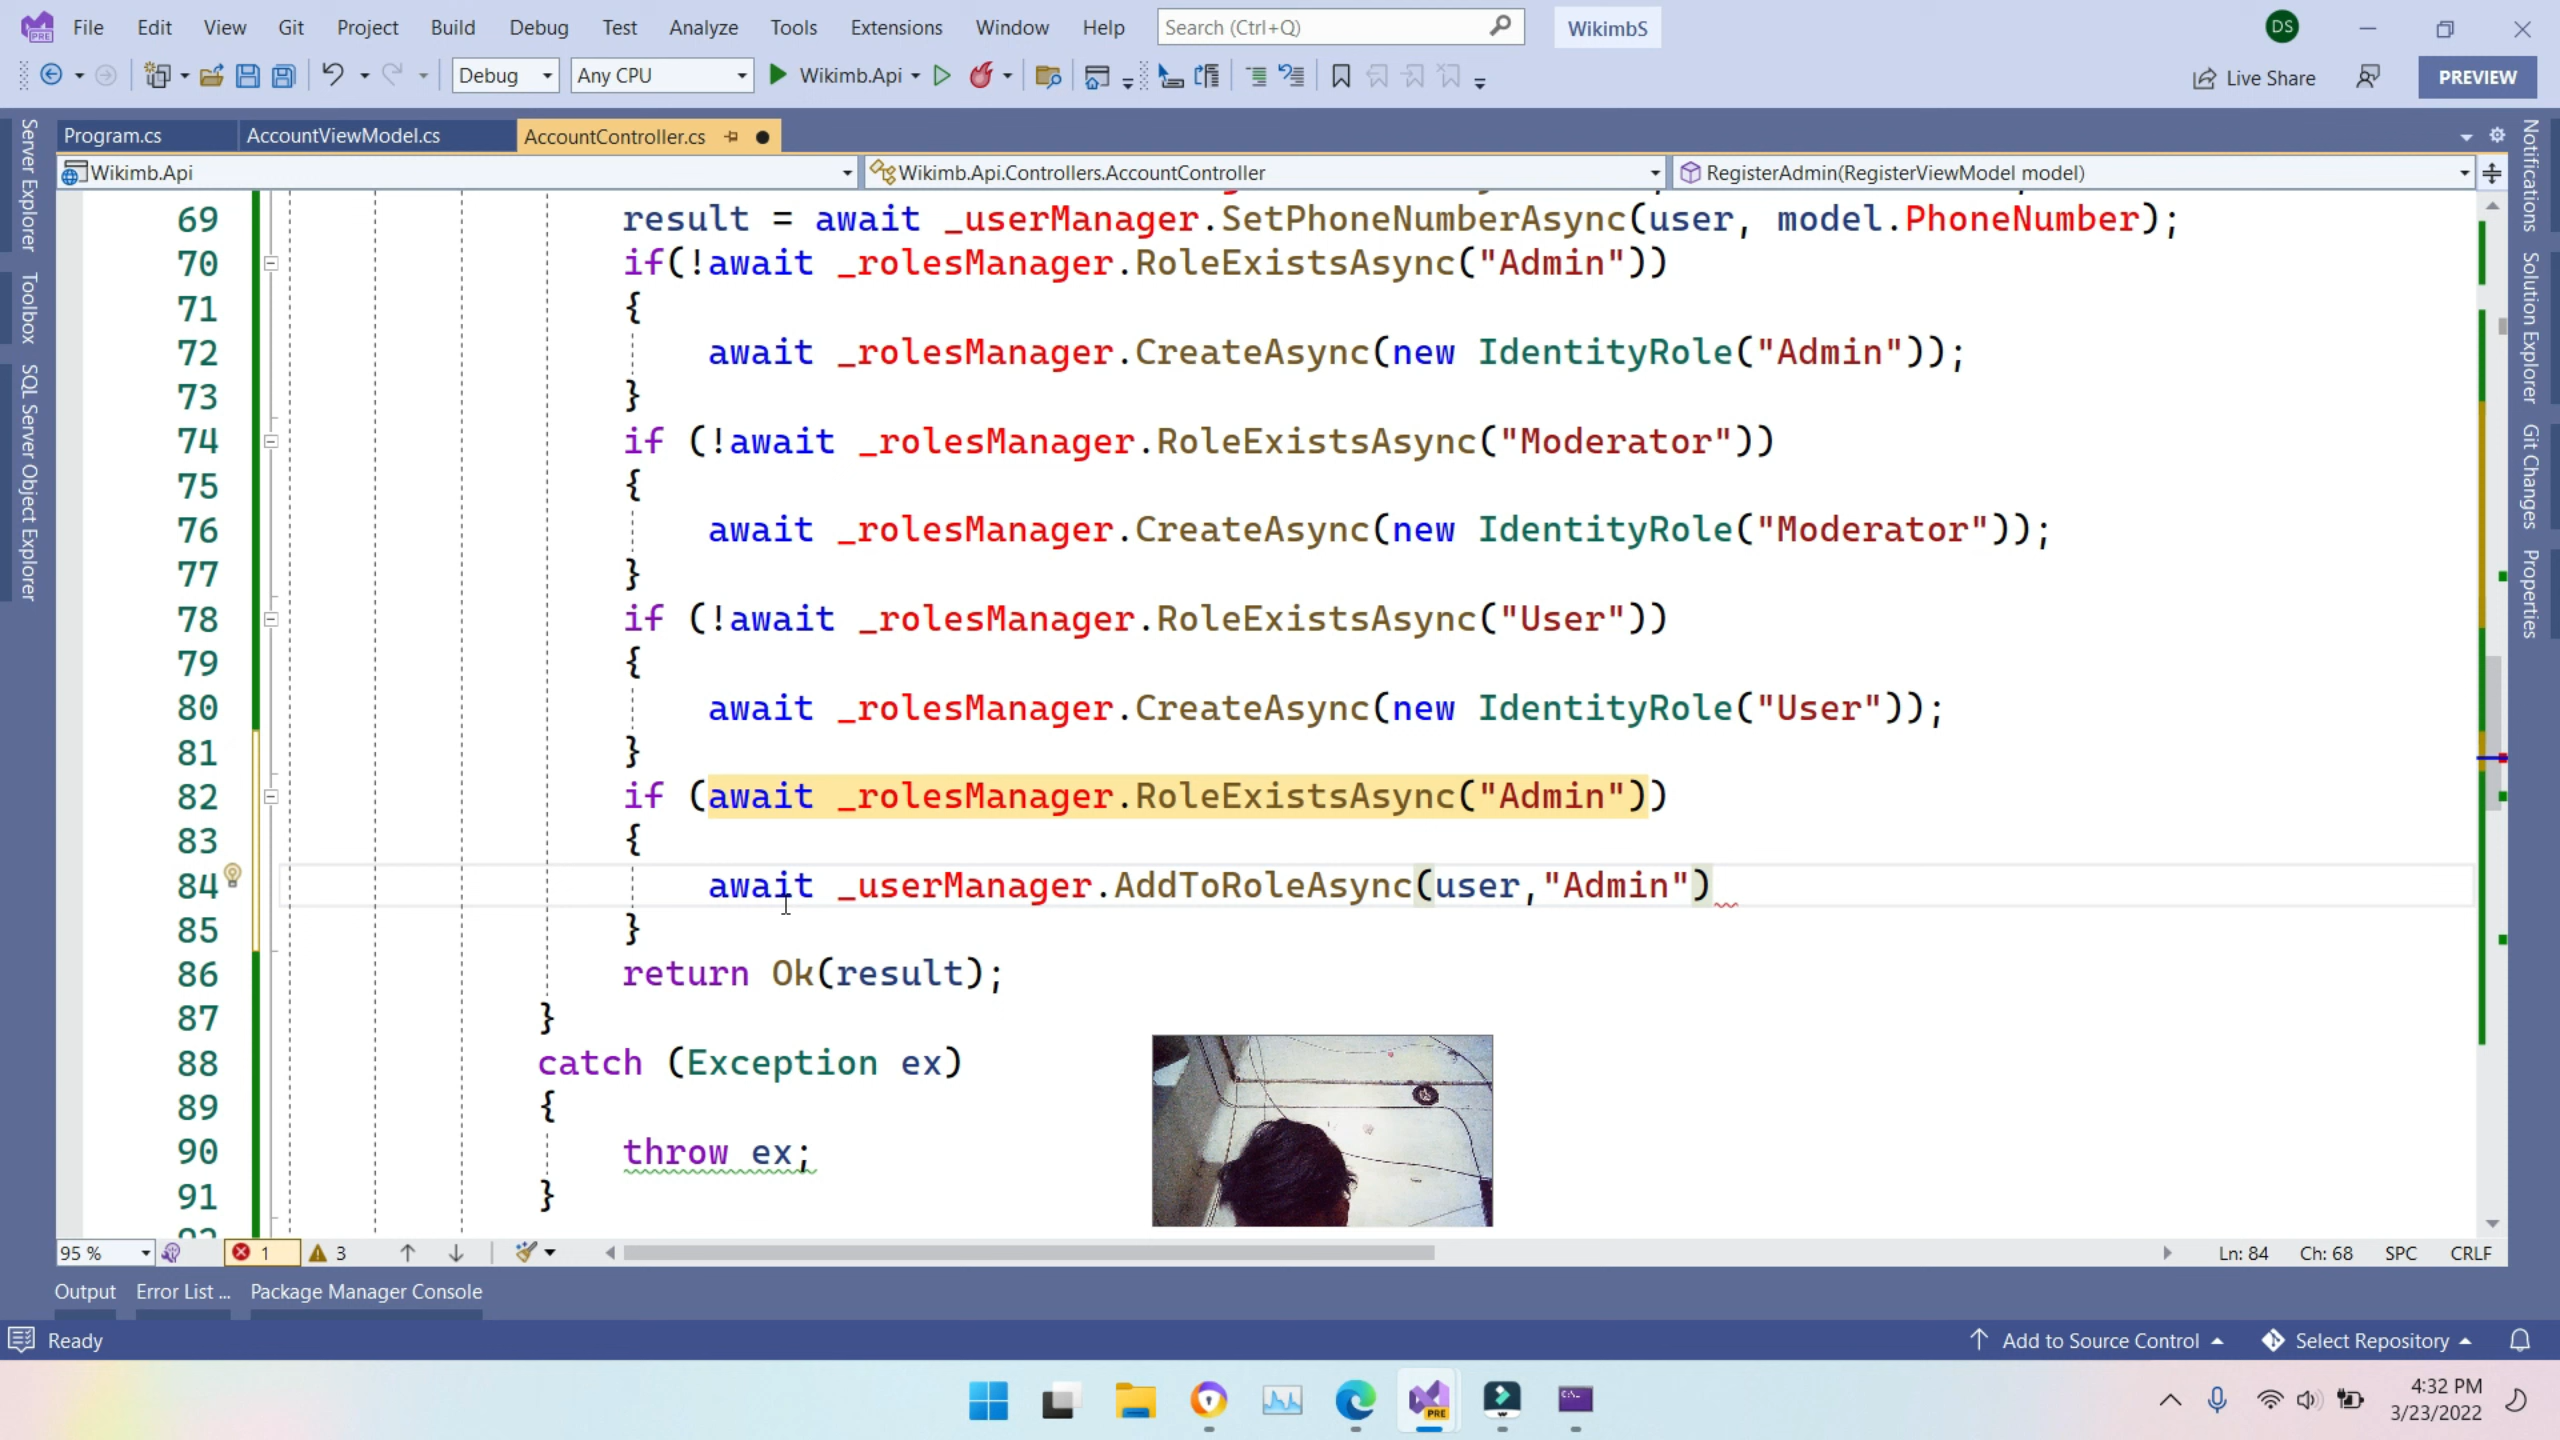 File Edit View Git Project Build Debug Test Analyze Tools Extensions Window Help Search (Ctrl+Q) WikimbS DS
Debug Any CPU Wikimb.Api Live Share PREVIEW
Program.cs AccountViewModel.cs AccountController.cs
Wikimb.Api Wikimb.Api.Controllers.AccountController RegisterAdmin(RegisterViewModel model)
Server Explorer
Toolbox
SQL Server Object Explorer
69 result = await _userManager.SetPhoneNumberAsync(user, model.PhoneNumber);
70 if(!await _rolesManager.RoleExistsAsync("Admin"))
71 {
72 await _rolesManager.CreateAsync(new IdentityRole("Admin"));
73 }
74 if (!await _rolesManager.RoleExistsAsync("Moderator"))
75 {
76 await _rolesManager.CreateAsync(new IdentityRole("Moderator"));
77 }
78 if (!await _rolesManager.RoleExistsAsync("User"))
79 {
80 await _rolesManager.CreateAsync(new IdentityRole("User"));
81 }
82 if (await _rolesManager.RoleExistsAsync("Admin"))
83 {
84 await _userManager.AddToRoleAsync(user,"Admin")
85 }
86 return Ok(result);
87 }
88 catch (Exception ex)
89 {
90 throw ex;
91 }
Notifications
Solution Explorer
Git Changes
Properties
95 % 1 3 Ln: 84 Ch: 68 SPC CRLF
Output Error List ... Package Manager Console
Ready Add to Source Control Select Repository
PRE
4:32 PM
3/23/2022